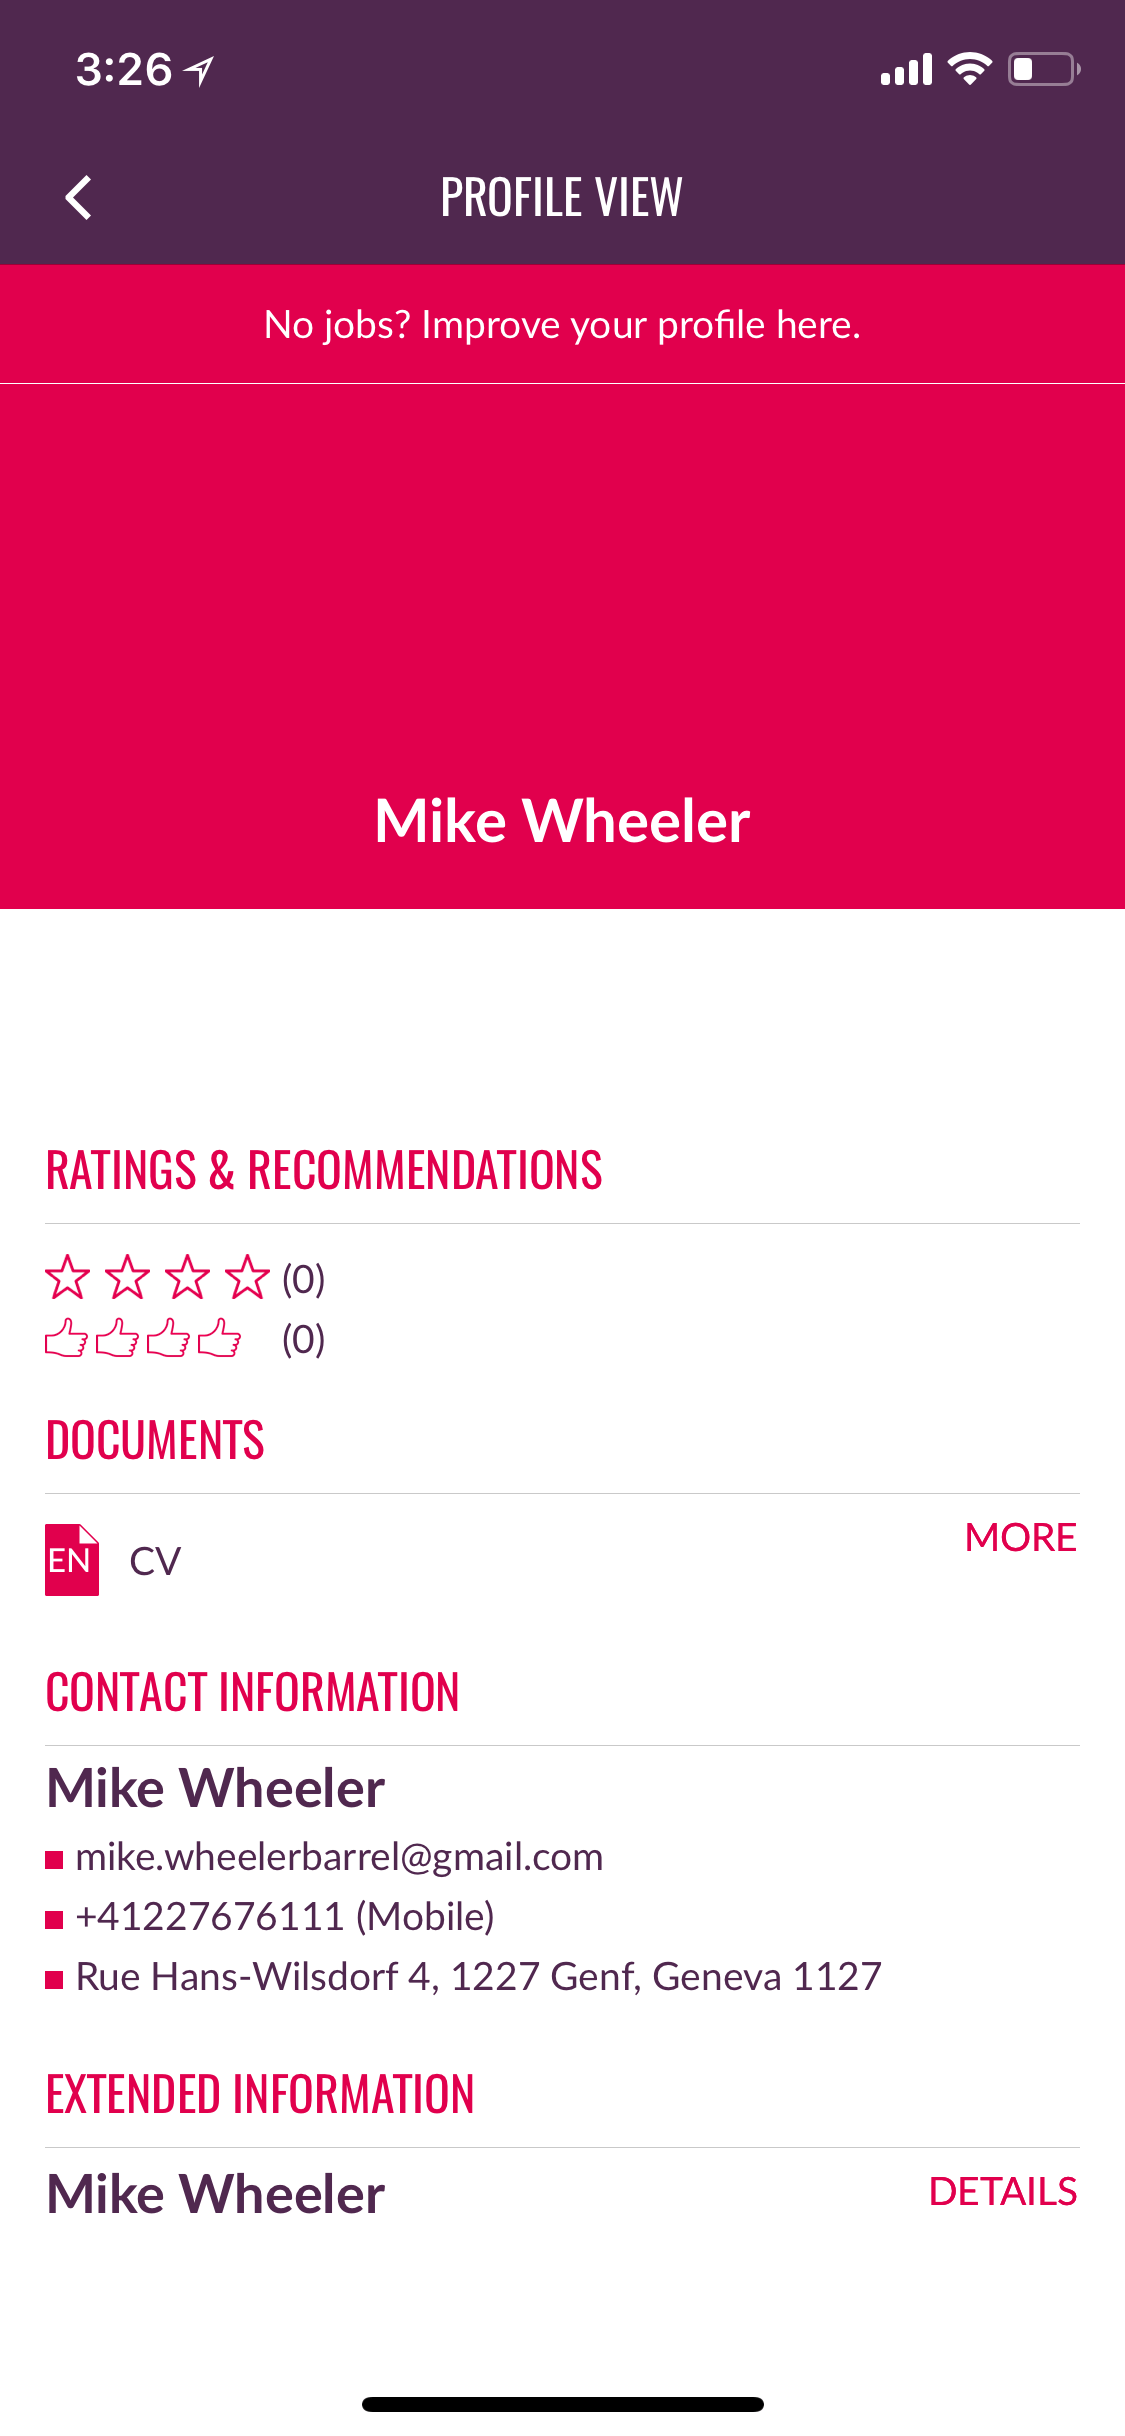 3:26
PROFILE VIEW
No jobs? Improve your profile here.
Mike Wheeler
RATINGS & RECOMMENDATIONS
(0)
(0)
DOCUMENTS
EN CV MORE
CONTACT INFORMATION
Mike Wheeler
mike.wheelerbarrel@gmail.com
+41227676111 (Mobile)
Rue Hans-Wilsdorf 4, 1227 Genf, Geneva 1127
EXTENDED INFORMATION
Mike Wheeler DETAILS